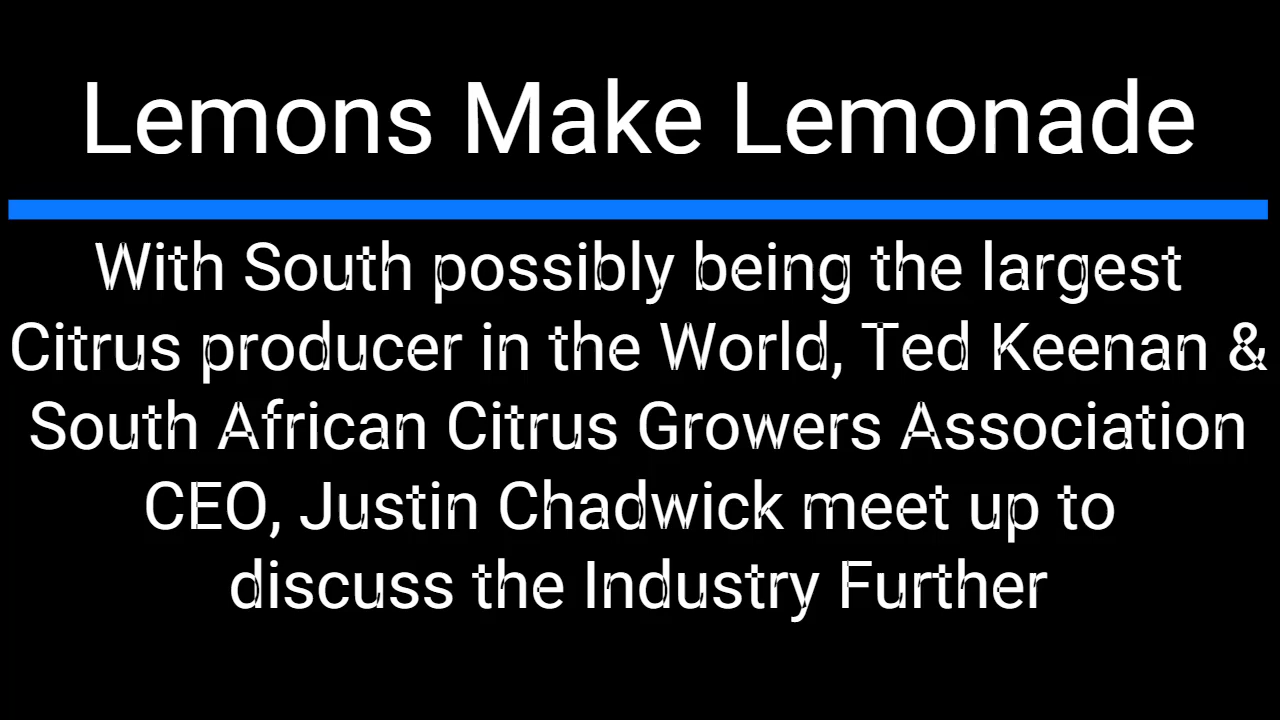 Lemons Make Lemonade
With South possibly being the largest
Citrus producer in the World, Ted Keenan &
South African Citrus Growers Association
CEO, Justin Chadwick meet up to
discuss the Industry Further